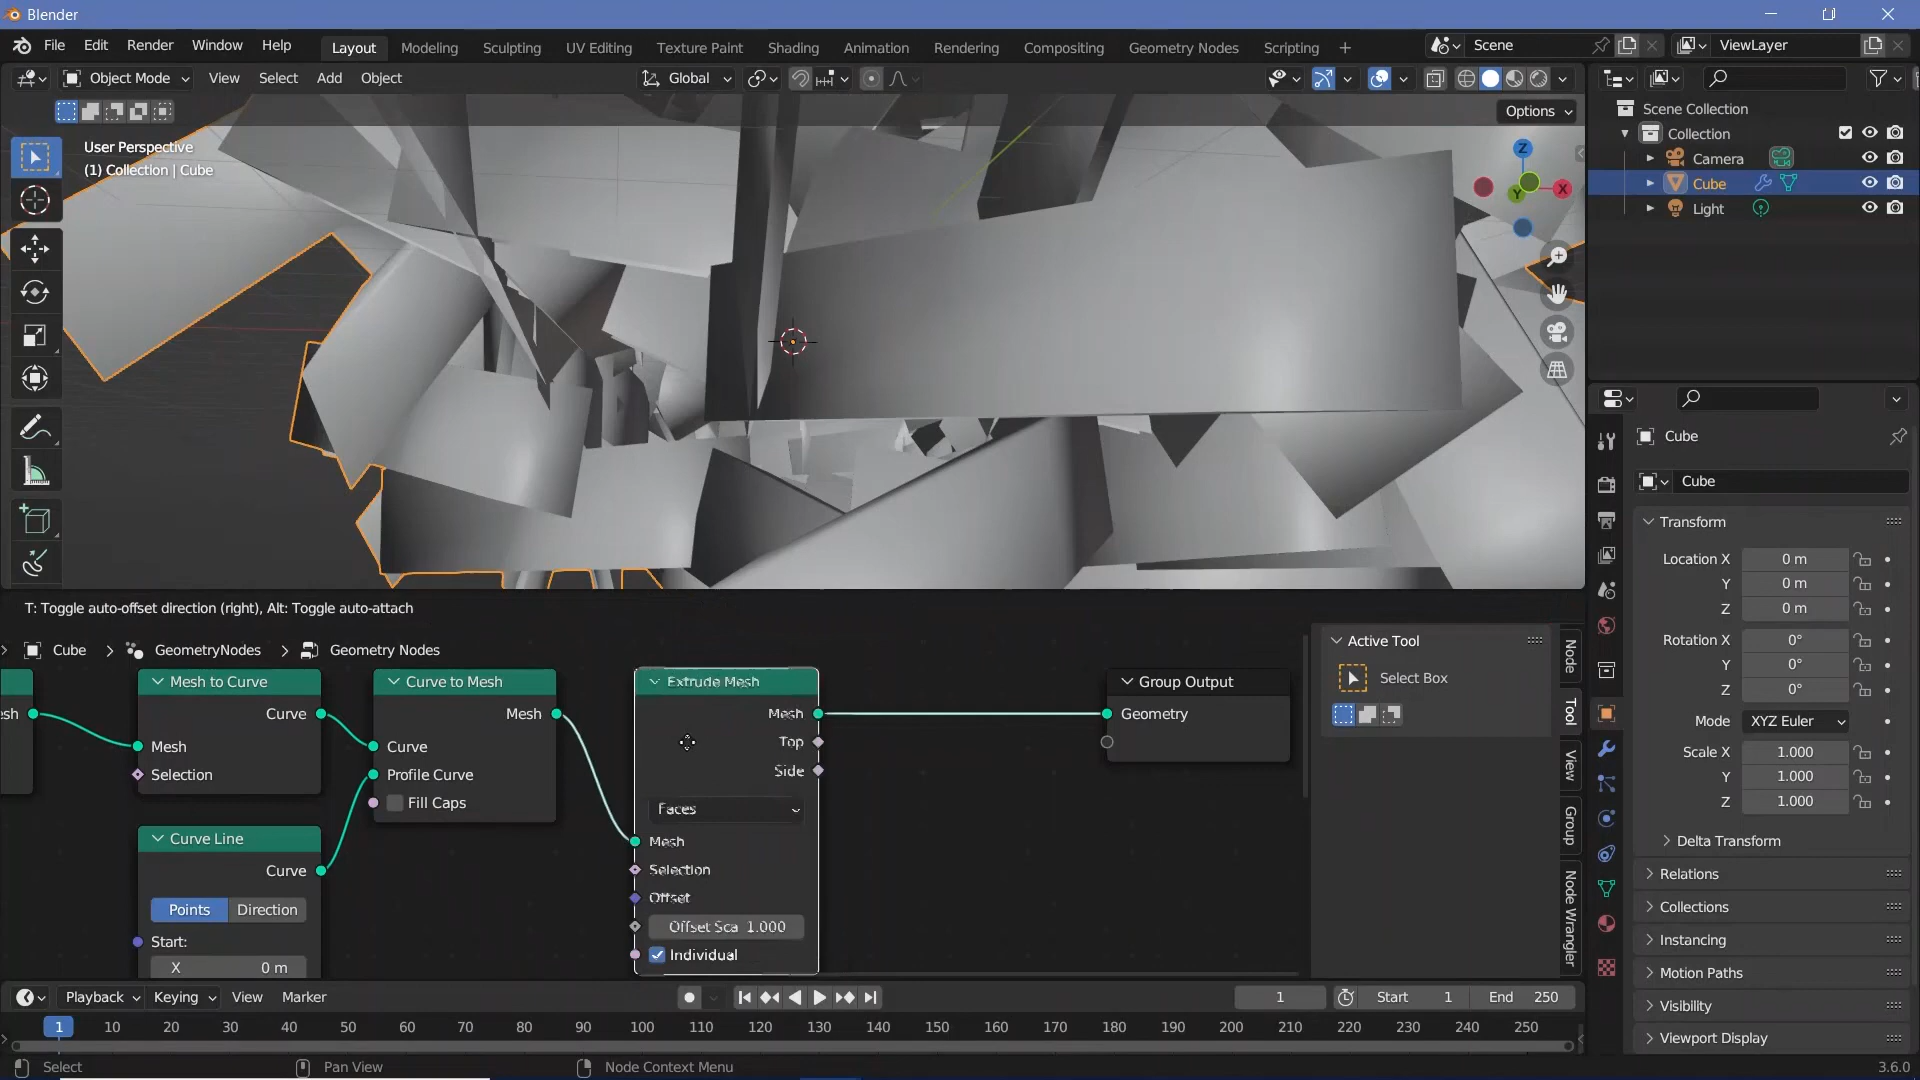 Blender
File Edit Render Window Help
Layout Modeling Sculpting UV Editing Texture Paint Shading Animation Rendering Compositing Geometry Nodes Scripting +
Scene
ViewLayer
Object Mode View Select Add Object
Global
Options
User Perspective
(1) Collection | Cube
Z
X
Y
Scene Collection
Collection
Camera
Cube
Light
Cube
Cube
Transform
Location X 0 m
Y 0 m
Z 0 m
Rotation X 0°
Y 0°
Z 0°
Mode XYZ Euler
Scale X 1.000
Y 1.000
Z 1.000
Delta Transform
Relations
Collections
Instancing
Motion Paths
Visibility
Viewport Display
T: Toggle auto-offset direction (right), Alt: Toggle auto-attach
Cube > GeometryNodes > Geometry Nodes
sh
Mesh to Curve
Curve
Mesh
Selection
Curve Line
Curve
Points Direction
Start:
X 0 m
Curve to Mesh
Mesh
Curve
Profile Curve
Fill Caps
Extrude Mesh
Mesh
Top
Side
Faces
Mesh
Selection
Offset
Offset Sca 1.000
Individual
Group Output
Geometry
Active Tool
Select Box
Node
Tool
View
Group
Node Wrangler
Playback Keying View Marker
1
Start 1
End 250
1 10 20 30 40 50 60 70 80 90 100 110 120 130 140 150 160 170 180 190 200 210 220 230 240 250
Select
Pan View
Node Context Menu
3.6.0